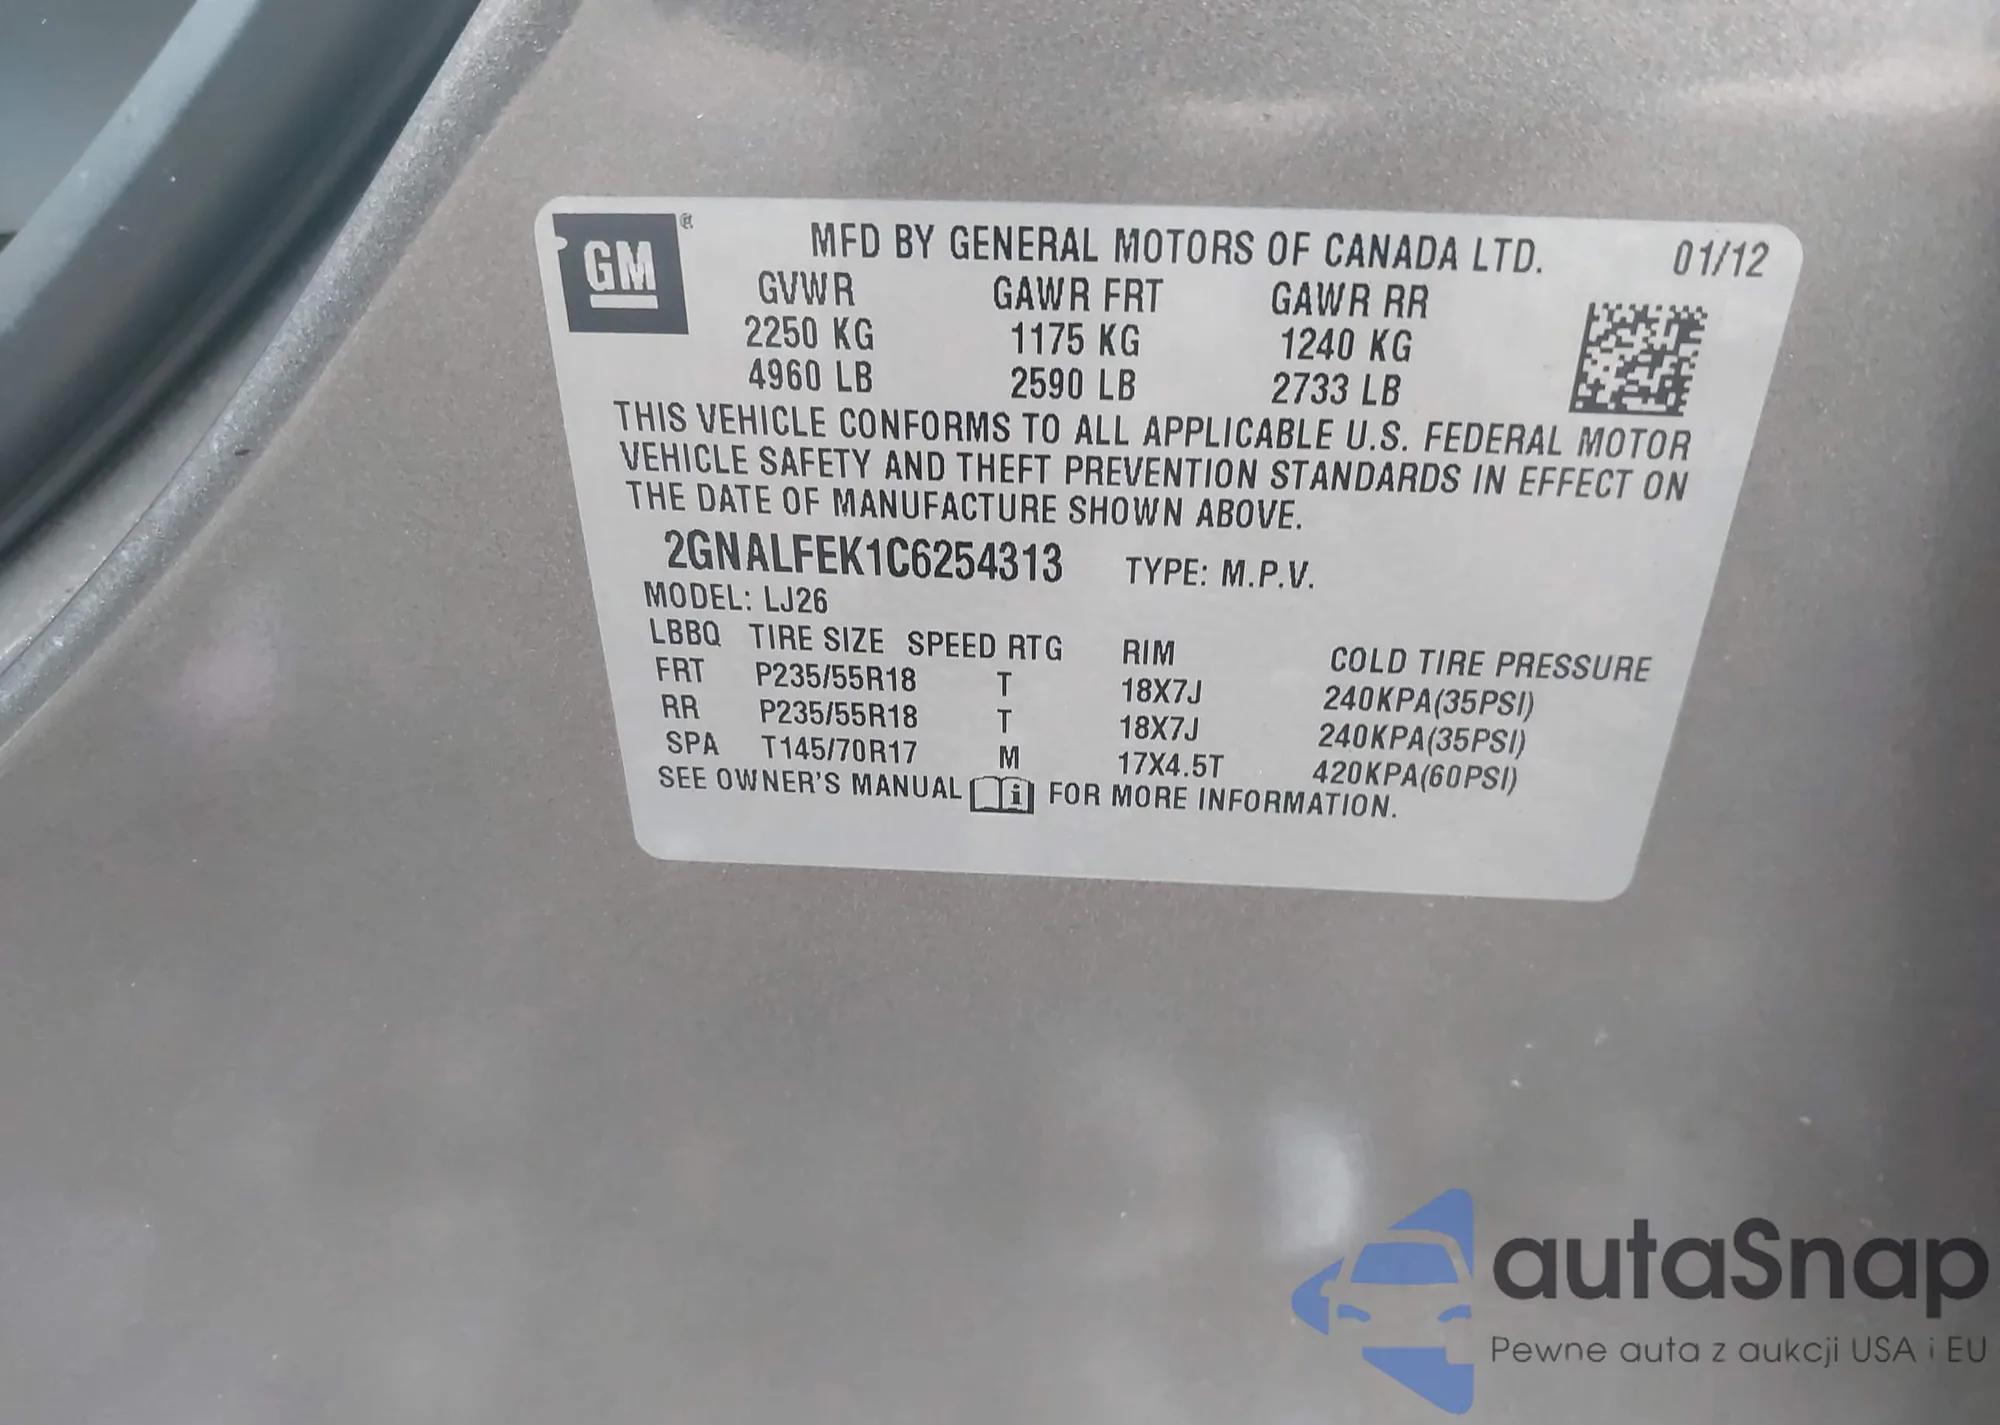 GM ®
MFD BY GENERAL MOTORS OF CANADA LTD. 01/12
GVWR GAWR FRT GAWR RR
2250 KG 1175 KG 1240 KG
4960 LB 2590 LB 2733 LB
THIS VEHICLE CONFORMS TO ALL APPLICABLE U.S. FEDERAL MOTOR
VEHICLE SAFETY AND THEFT PREVENTION STANDARDS IN EFFECT ON
THE DATE OF MANUFACTURE SHOWN ABOVE.
2GNALFEK1C6254313 TYPE: M.P.V.
MODEL: LJ26
LBBQ TIRE SIZE SPEED RTG RIM COLD TIRE PRESSURE
FRT P235/55R18 T 18X7J 240KPA(35PSI)
RR P235/55R18 T 18X7J 240KPA(35PSI)
SPA T145/70R17 M 17X4.5T 420KPA(60PSI)
SEE OWNER'S MANUAL i FOR MORE INFORMATION.
autaSnap
Pewne auta z aukcji USA i EU